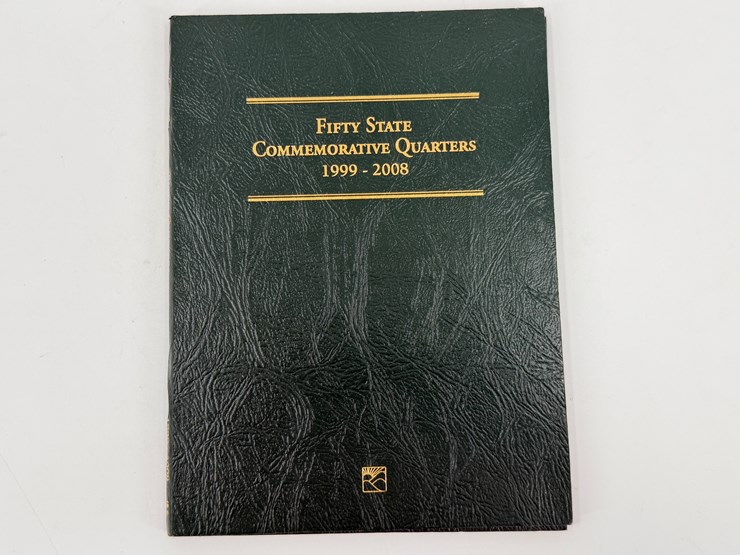 Fifty State
Commemorative Quarters
1999 - 2008